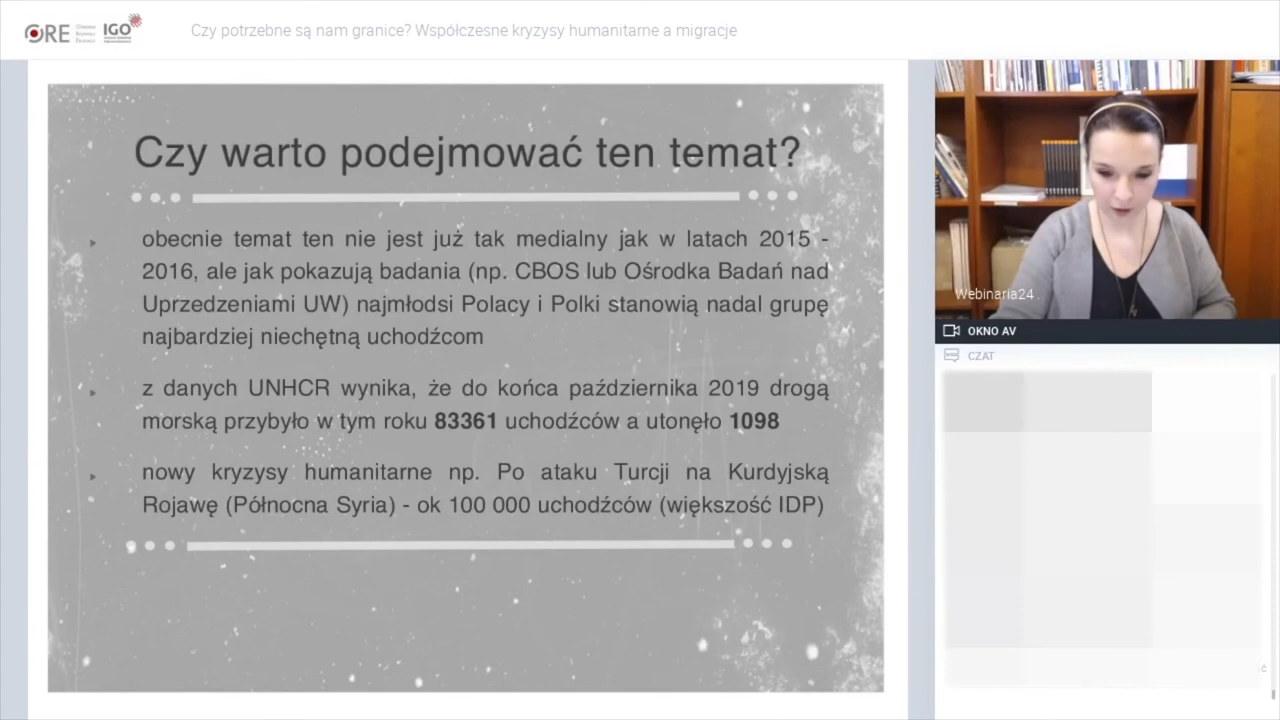 ORE
IGO
Czy potrzebne są nam granice? Współczesne kryzysy humanitarne a migracje
Czy warto podejmować ten temat?
obecnie temat ten nie jest już tak medialny jak w latach 2015 -
2016, ale jak pokazują badania (np. CBOS lub Ośrodka Badań nad
Uprzedzeniami UW) najmłodsi Polacy i Polki stanowią nadal grupę
najbardziej niechętną uchodźcom
z danych UNHCR wynika, że do końca października 2019 drogą
morską przybyło w tym roku 83361 uchodźców a utonęło 1098
nowy kryzysy humanitarne np. Po ataku Turcji na Kurdyjską
Rojawę (Północna Syria) - ok 100 000 uchodźców (większość IDP)
Webinaria24 .
OKNO AV
CZAT